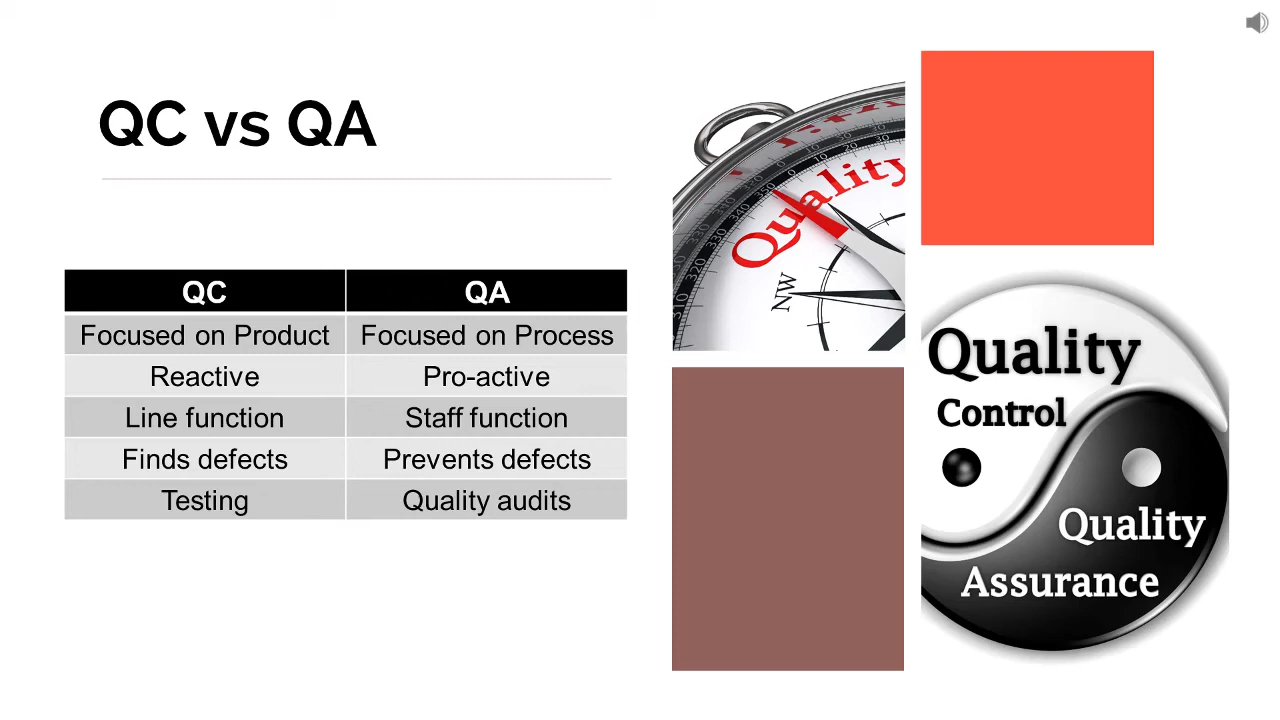 QC vs QA
QC QA
Focused on Product Focused on Process
Reactive Pro-active
Line function Staff function
Finds defects Prevents defects
Testing Quality audits
Quality
NW
Quality
Control
Quality
Assurance